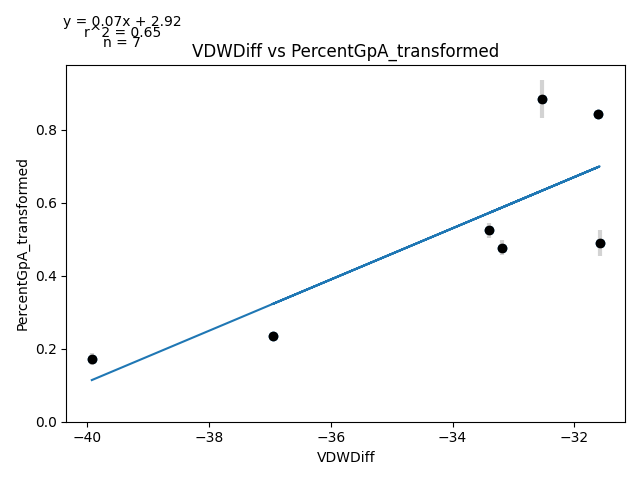 y = 0.07x + 2.92
r^2 = 0.65
n = 7
VDWDiff vs PercentGpA_transformed
PercentGpA_transformed
0.8
0.6
0.4
0.2
0.0
−40
−38
−36
−34
−32
VDWDiff